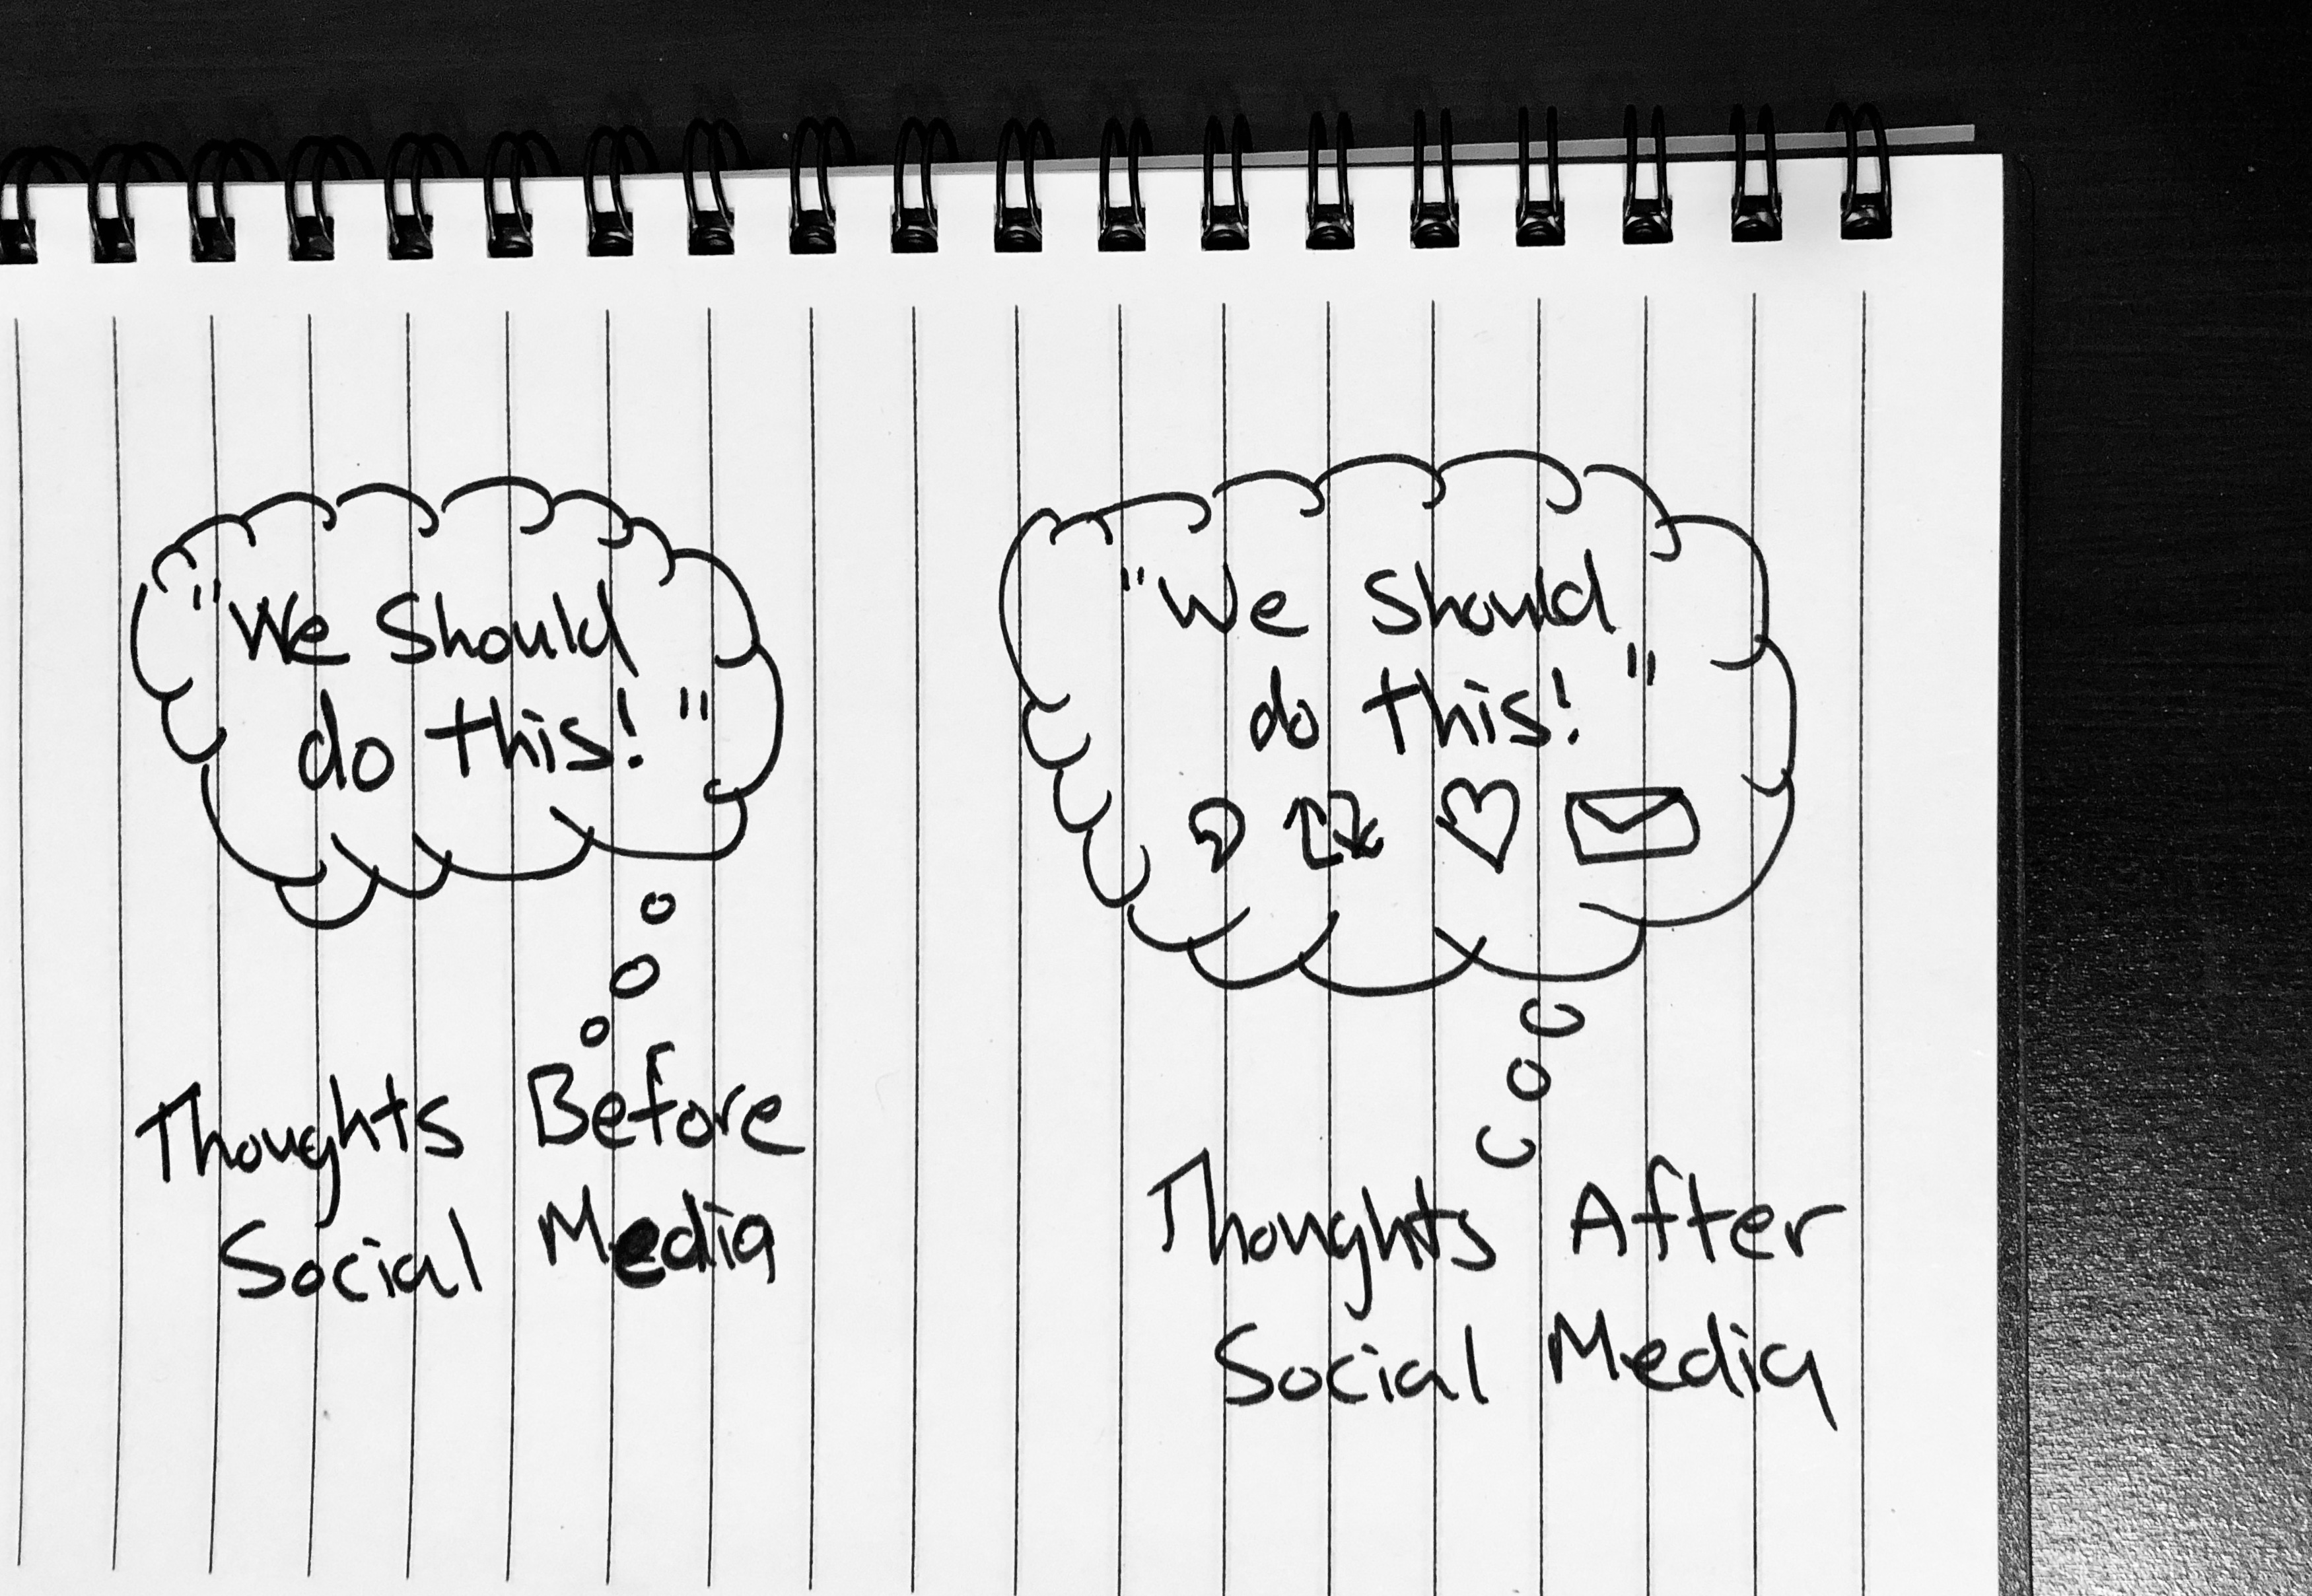 "We Should
do this!"
Thoughts Before
Social Media
"We Should
do this!"
Thoughts After
Social Media